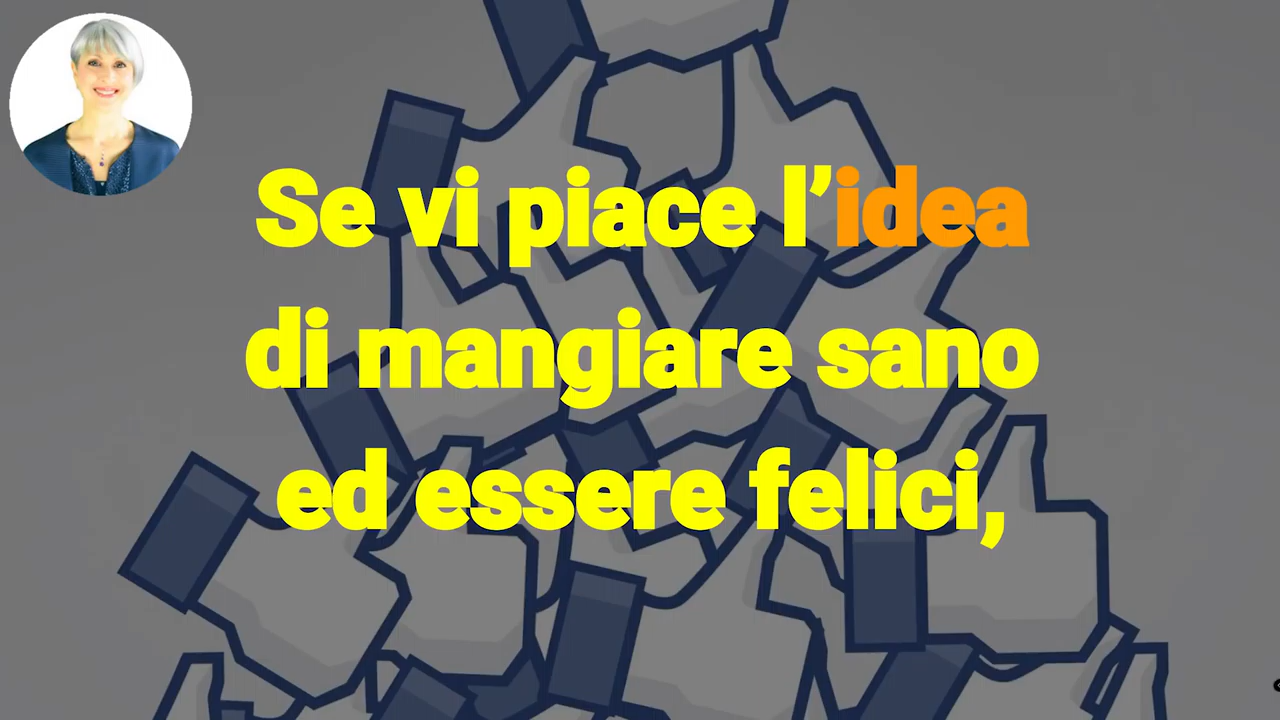 Se vi piace l’idea
di mangiare sano
ed essere felici,